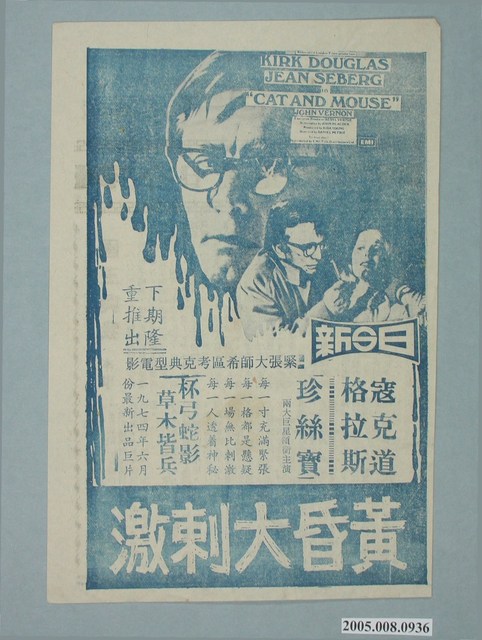 KIRK DOUGLAS
JEAN SEBERG
in
"CAT AND MOUSE"
JOHN VERNON
EMI
下期隆
重推出
今日新
緊張大師希區考克典型電影
寇克道
格拉斯
珍絲寶
兩大巨星領銜主演
每一寸充滿緊張
每一格都是懸疑
每一場無比刺激
每一人透着神秘
杯弓蛇影
草木皆兵
一九七四年六月
份最新出品巨片
黃昏大刺激
2005.008.0936